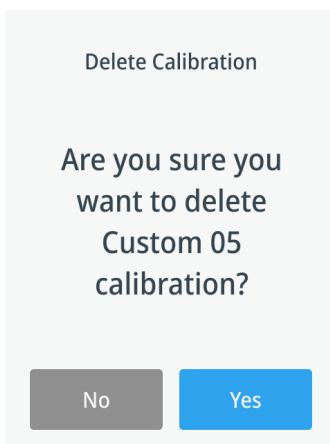 Delete Calibration
Are you sure you
want to delete
Custom 05
calibration?
No
Yes